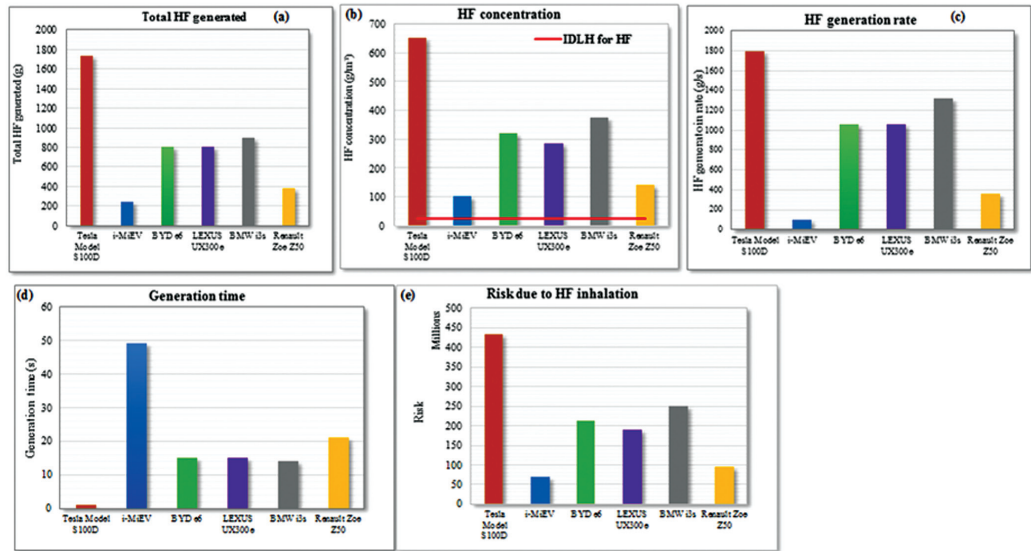 Total HF generated
(a)
Total HF generated (g)
2000
1800
1600
1400
1200
1000
800
600
400
200
0
Tesla Model S100D
i-MiEV
BYD e6
LEXUS UX300e
BMW i3s
Renault Zoe Z50
(b)
HF concentration
IDLH for HF
HF concentration (g/m³)
700
600
500
400
300
200
100
0
Tesla Model S100D
i-MiEV
BYD e6
LEXUS UX300e
BMW i3s
Renault Zoe Z50
HF generation rate
(c)
HF gemeratoin rate (g/s)
2000
1800
1600
1400
1200
1000
800
600
400
200
0
Tesla Model S100D
i-MiEV
BYD e6
LEXUS UX300e
BMW i3s
Renault Zoe Z50
(d)
Generation time
Generation time (s)
60
50
40
30
20
10
0
Tesla Model S100D
i-MiEV
BYD e6
LEXUS UX300e
BMW i3s
Renault Zoe Z50
(e)
Risk due to HF inhalation
Millions
Risk
500
450
400
350
300
250
200
150
100
50
0
Tesla Model S100D
i-MiEV
BYD e6
LEXUS UX300e
BMW i3s
Renault Zoe Z50